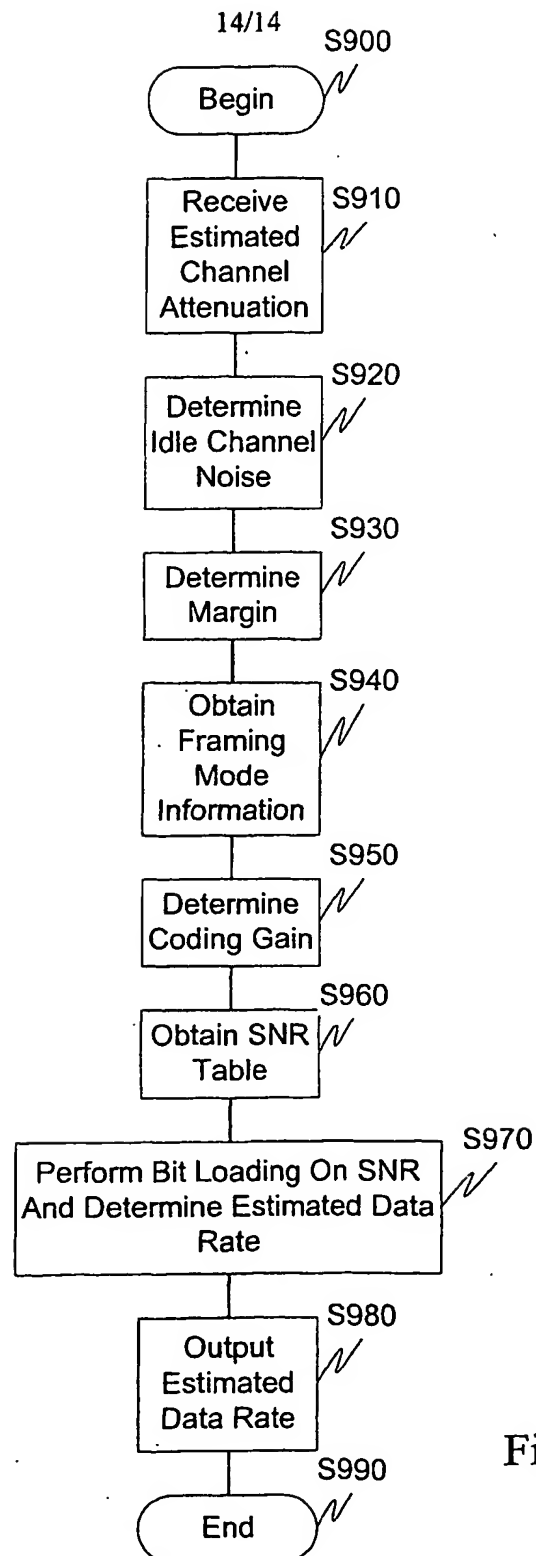 14/14
S900
Begin
S910
Receive
Estimated
Channel
Attenuation
S920
Determine
Idle Channel
Noise
S930
Determine
Margin
S940
Obtain
Framing
Mode
Information
S950
Determine
Coding Gain
S960
Obtain SNR
Table
S970
Perform Bit Loading On SNR
And Determine Estimated Data
Rate
S980
Output
Estimated
Data Rate
S990
End